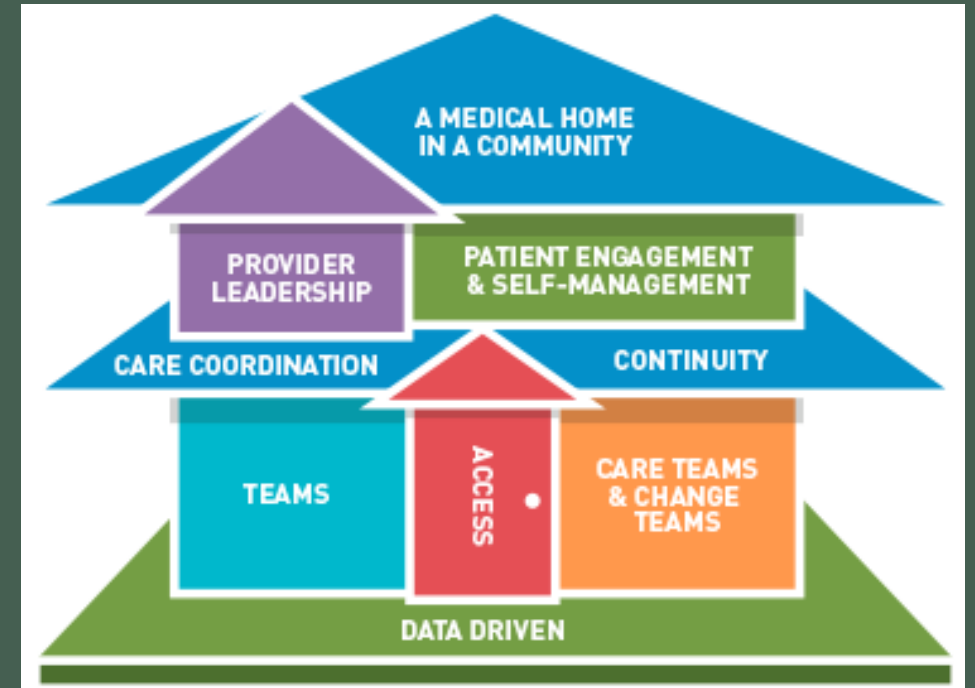 A MEDICAL HOME
IN A COMMUNITY
PROVIDER
LEADERSHIP
PATIENT ENGAGEMENT
& SELF-MANAGEMENT
CARE COORDINATION
CONTINUITY
TEAMS
ACCESS
CARE TEAMS
& CHANGE
TEAMS
DATA DRIVEN